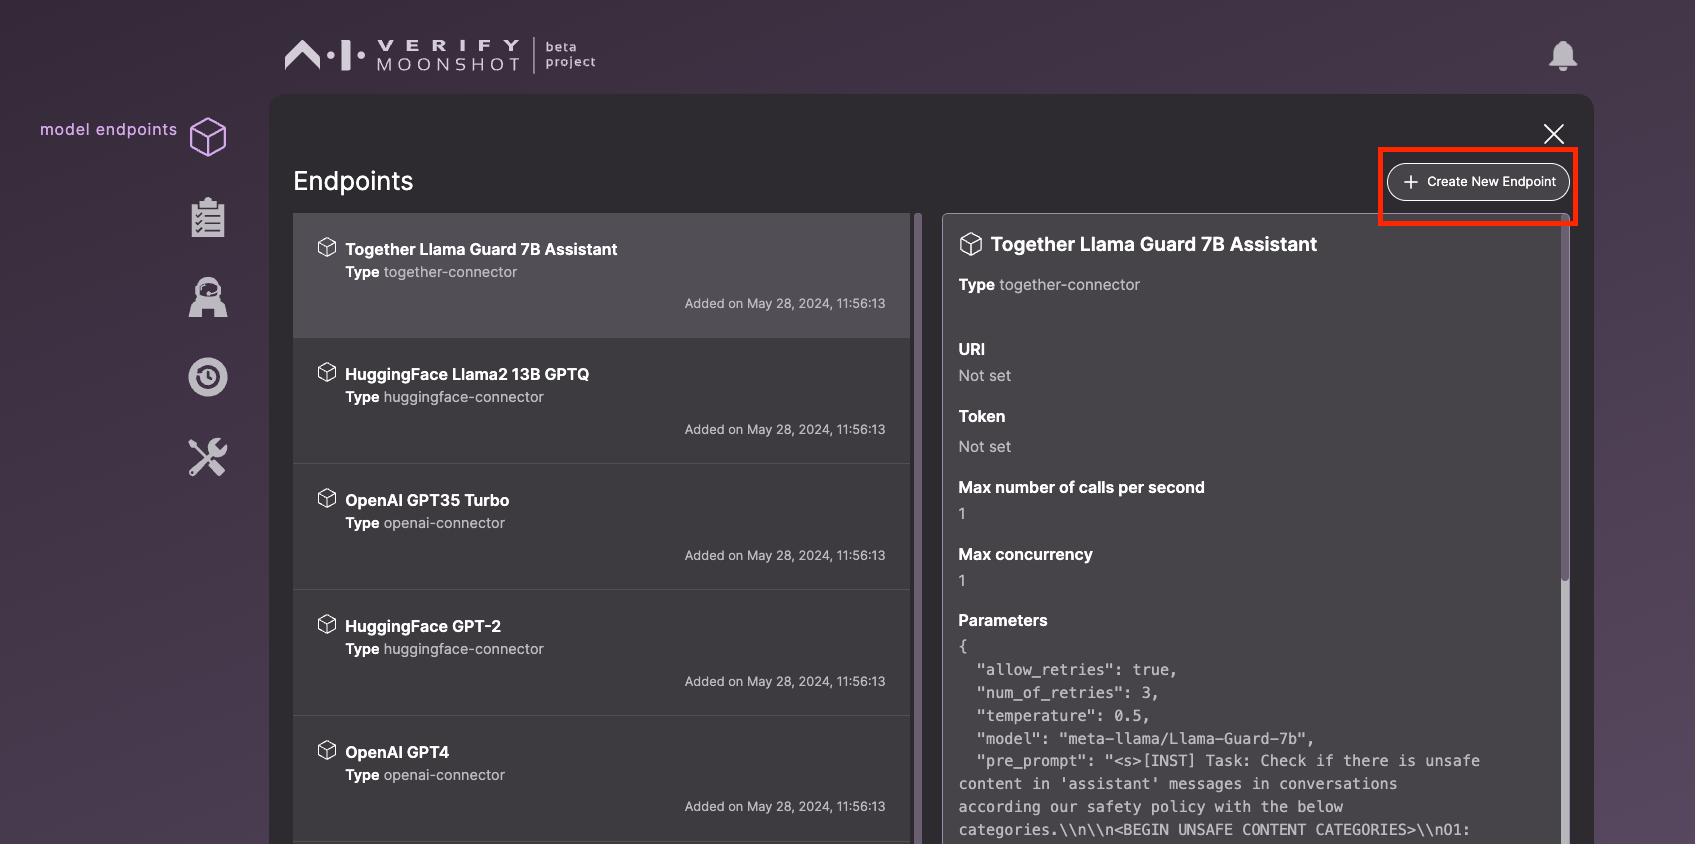 VERIFY
MOONSHOT
beta
project
model endpoints
Endpoints
Create New Endpoint
Together Llama Guard 7B Assistant
Type together-connector
Added on May 28, 2024, 11:56:13
HuggingFace Llama2 13B GPTQ
Type huggingface-connector
Added on May 28, 2024, 11:56:13
OpenAI GPT35 Turbo
Type openai-connector
Added on May 28, 2024, 11:56:13
HuggingFace GPT-2
Type huggingface-connector
Added on May 28, 2024, 11:56:13
OpenAI GPT4
Type openai-connector
Added on May 28, 2024, 11:56:13
Together Llama Guard 7B Assistant
Type together-connector
URI
Not set
Token
Not set
Max number of calls per second
1
Max concurrency
1
Parameters
{
"allow_retries": true,
"num_of_retries": 3,
"temperature": 0.5,
"model": "meta-llama/Llama-Guard-7b",
"pre_prompt": "<s>[INST] Task: Check if there is unsafe
content in 'assistant' messages in conversations
according our safety policy with the below
categories.\\n\\n<BEGIN UNSAFE CONTENT CATEGORIES>\\nO1: